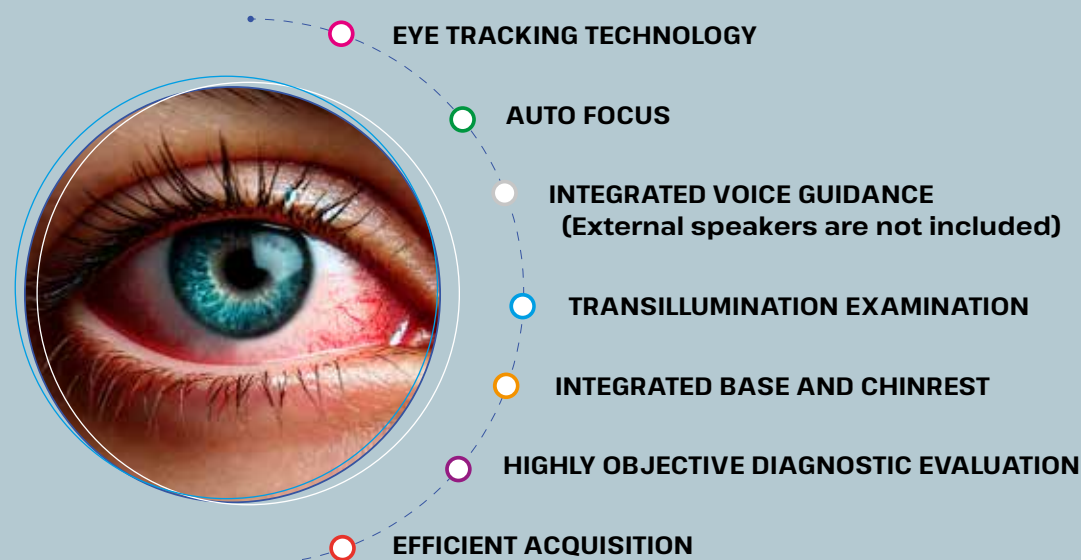 EYE TRACKING TECHNOLOGY
AUTO FOCUS
INTEGRATED VOICE GUIDANCE
(External speakers are not included)
TRANSILLUMINATION EXAMINATION
INTEGRATED BASE AND CHINREST
HIGHLY OBJECTIVE DIAGNOSTIC EVALUATION
EFFICIENT ACQUISITION